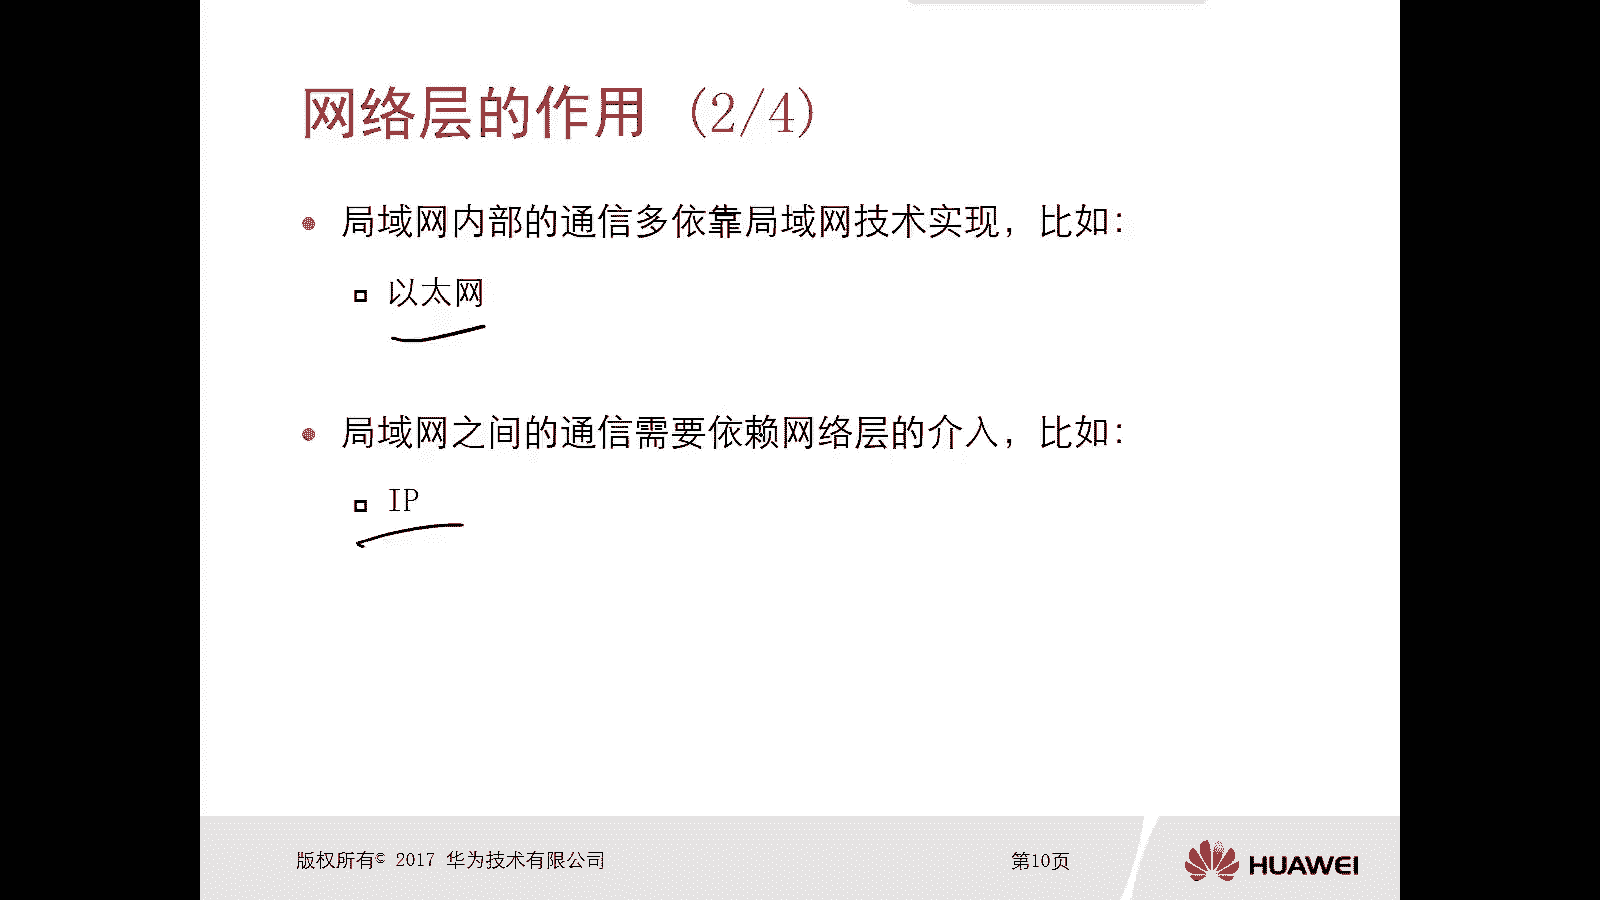 网络层的作用 (2/4)
局域网内部的通信多依靠局域网技术实现，比如：
以太网
局域网之间的通信需要依赖网络层的介入，比如：
IP
版权所有© 2017 华为技术有限公司
第10页
HUAWEI